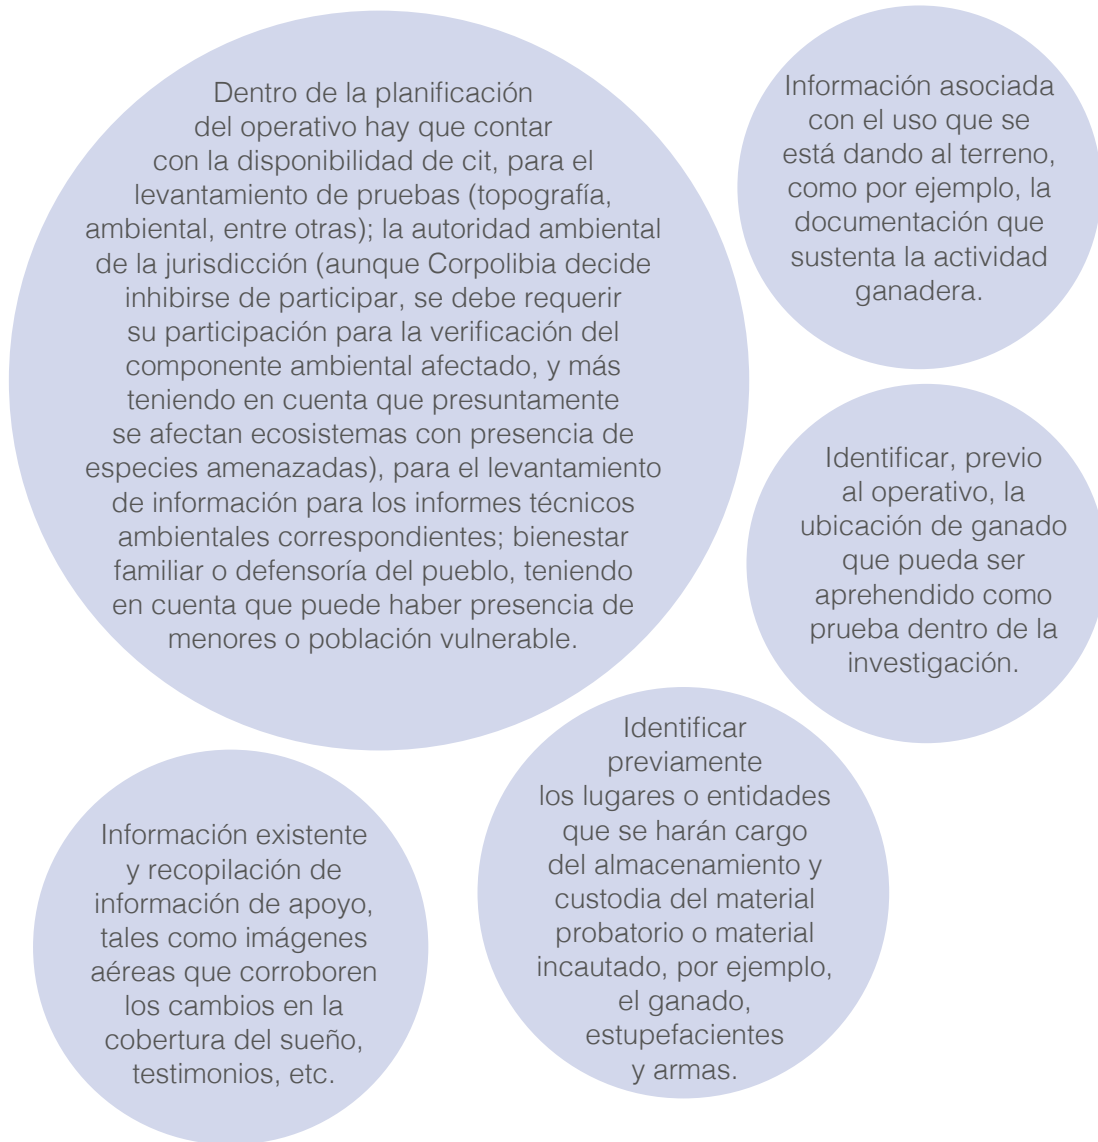 Dentro de la planificación
del operativo hay que contar
con la disponibilidad de cit, para el
levantamiento de pruebas (topografía,
ambiental, entre otras); la autoridad ambiental
de la jurisdicción (aunque Corpolibia decide
inhibirse de participar, se debe requerir
su participación para la verificación del
componente ambiental afectado, y más
teniendo en cuenta que presuntamente
se afectan ecosistemas con presencia de
especies amenazadas), para el levantamiento
de información para los informes técnicos
ambientales correspondientes; bienestar
familiar o defensoría del pueblo, teniendo
en cuenta que puede haber presencia de
menores o población vulnerable.
Información asociada
con el uso que se
está dando al terreno,
como por ejemplo, la
documentación que
sustenta la actividad
ganadera.
Identificar, previo
al operativo, la
ubicación de ganado
que pueda ser
aprehendido como
prueba dentro de la
investigación.
Identificar
previamente
los lugares o entidades
que se harán cargo
del almacenamiento y
custodia del material
probatorio o material
incautado, por ejemplo,
el ganado,
estupefacientes
y armas.
Información existente
y recopilación de
información de apoyo,
tales como imágenes
aéreas que corroboren
los cambios en la
cobertura del sueño,
testimonios, etc.